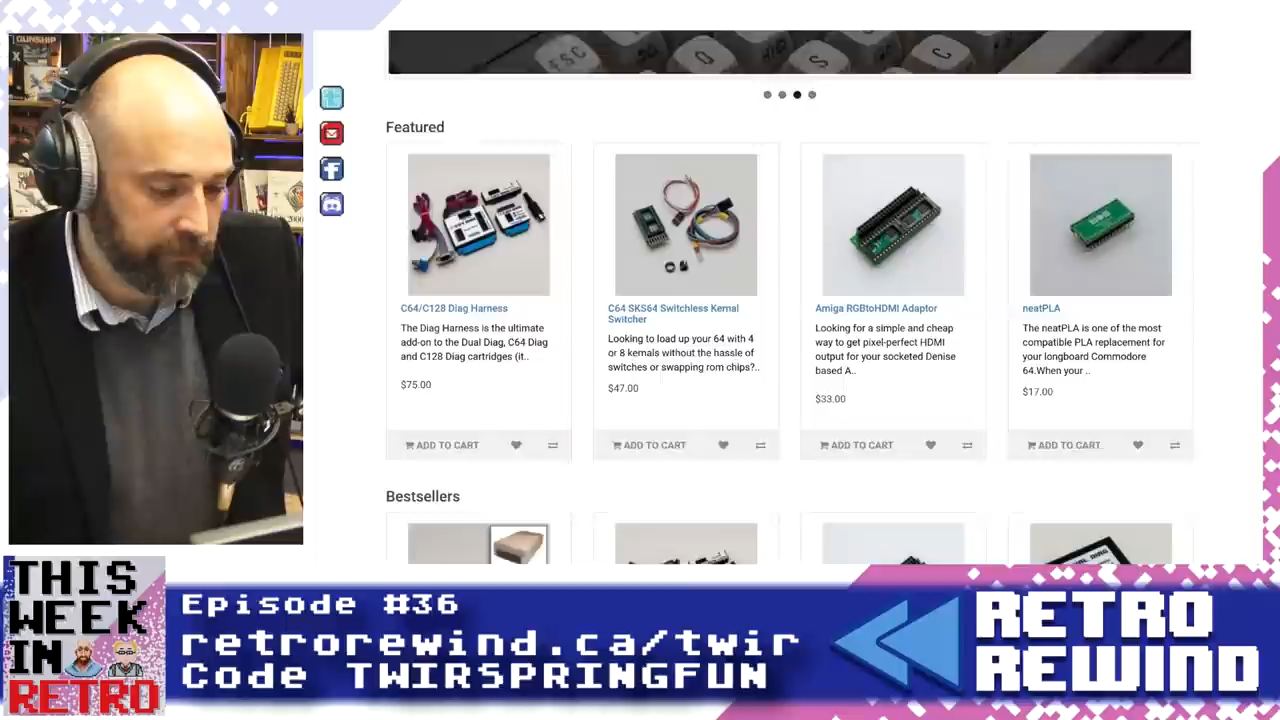 GUNSHIP
ESC
Featured
C64/C128 Diag Harness
The Diag Harness is the ultimate
add-on to the Dual Diag, C64 Diag
and C128 Diag cartridges (it..
$75.00
ADD TO CART
C64 SKS64 Switchless Kernal
Switcher
Looking to load up your 64 with 4
or 8 kernals without the hassle of
switches or swapping rom chips?..
$47.00
ADD TO CART
Amiga RGBtoHDMI Adaptor
Looking for a simple and cheap
way to get pixel-perfect HDMI
output for your socketed Denise
based A..
$33.00
ADD TO CART
neatPLA
The neatPLA is one of the most
compatible PLA replacement for
your longboard Commodore
64.When your ..
$17.00
ADD TO CART
Bestsellers
THIS
WEEK
IN
RETRO
Episode #36
retrorewind.ca/twir
Code TWIRSPRINGFUN
RETRO
REWIND